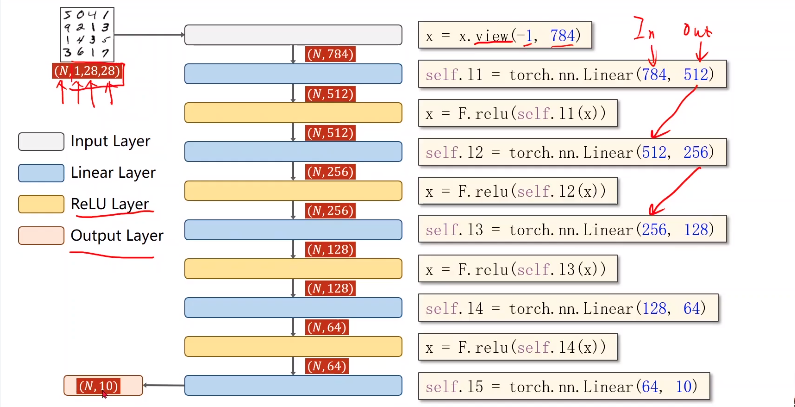 5 0 4 1
9 2 1 3
1 4 3 5
3 6 1 7
(N, 1,28,28)
x = x.view(-1, 784)
In out
(N, 784)
self.l1 = torch.nn.Linear(784, 512)
(N, 512)
x = F.relu(self.l1(x))
(N, 512)
Input Layer
self.l2 = torch.nn.Linear(512, 256)
(N, 256)
Linear Layer
x = F.relu(self.l2(x))
ReLU Layer
(N, 256)
self.l3 = torch.nn.Linear(256, 128)
Output Layer
(N, 128)
x = F.relu(self.l3(x))
(N, 128)
self.l4 = torch.nn.Linear(128, 64)
(N, 64)
x = F.relu(self.l4(x))
(N, 64)
(N, 10)
self.l5 = torch.nn.Linear(64, 10)